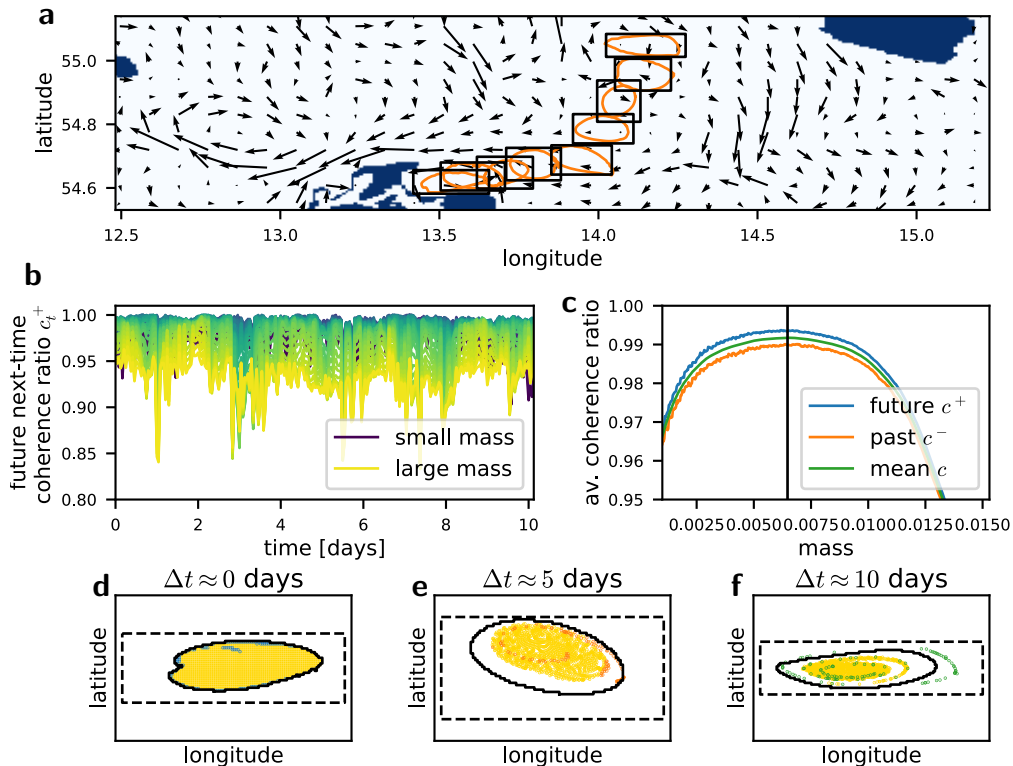 a
latitude
55.0
54.8
54.6
12.5 13.0 13.5 14.0 14.5 15.0
longitude
b
future next-time
coherence ratio c_t^+
1.00
0.95
0.90
0.85
0.80
small mass
large mass
0 2 4 6 8 10
time [days]
c
av. coherence ratio
1.00
0.99
0.98
0.97
0.96
0.95
future c^+
past c^-
mean c
0.0025 0.0050 0.0075 0.0100 0.0125 0.0150
mass
d
Δt ≈ 0 days
latitude
longitude
e
Δt ≈ 5 days
latitude
longitude
f
Δt ≈ 10 days
latitude
longitude